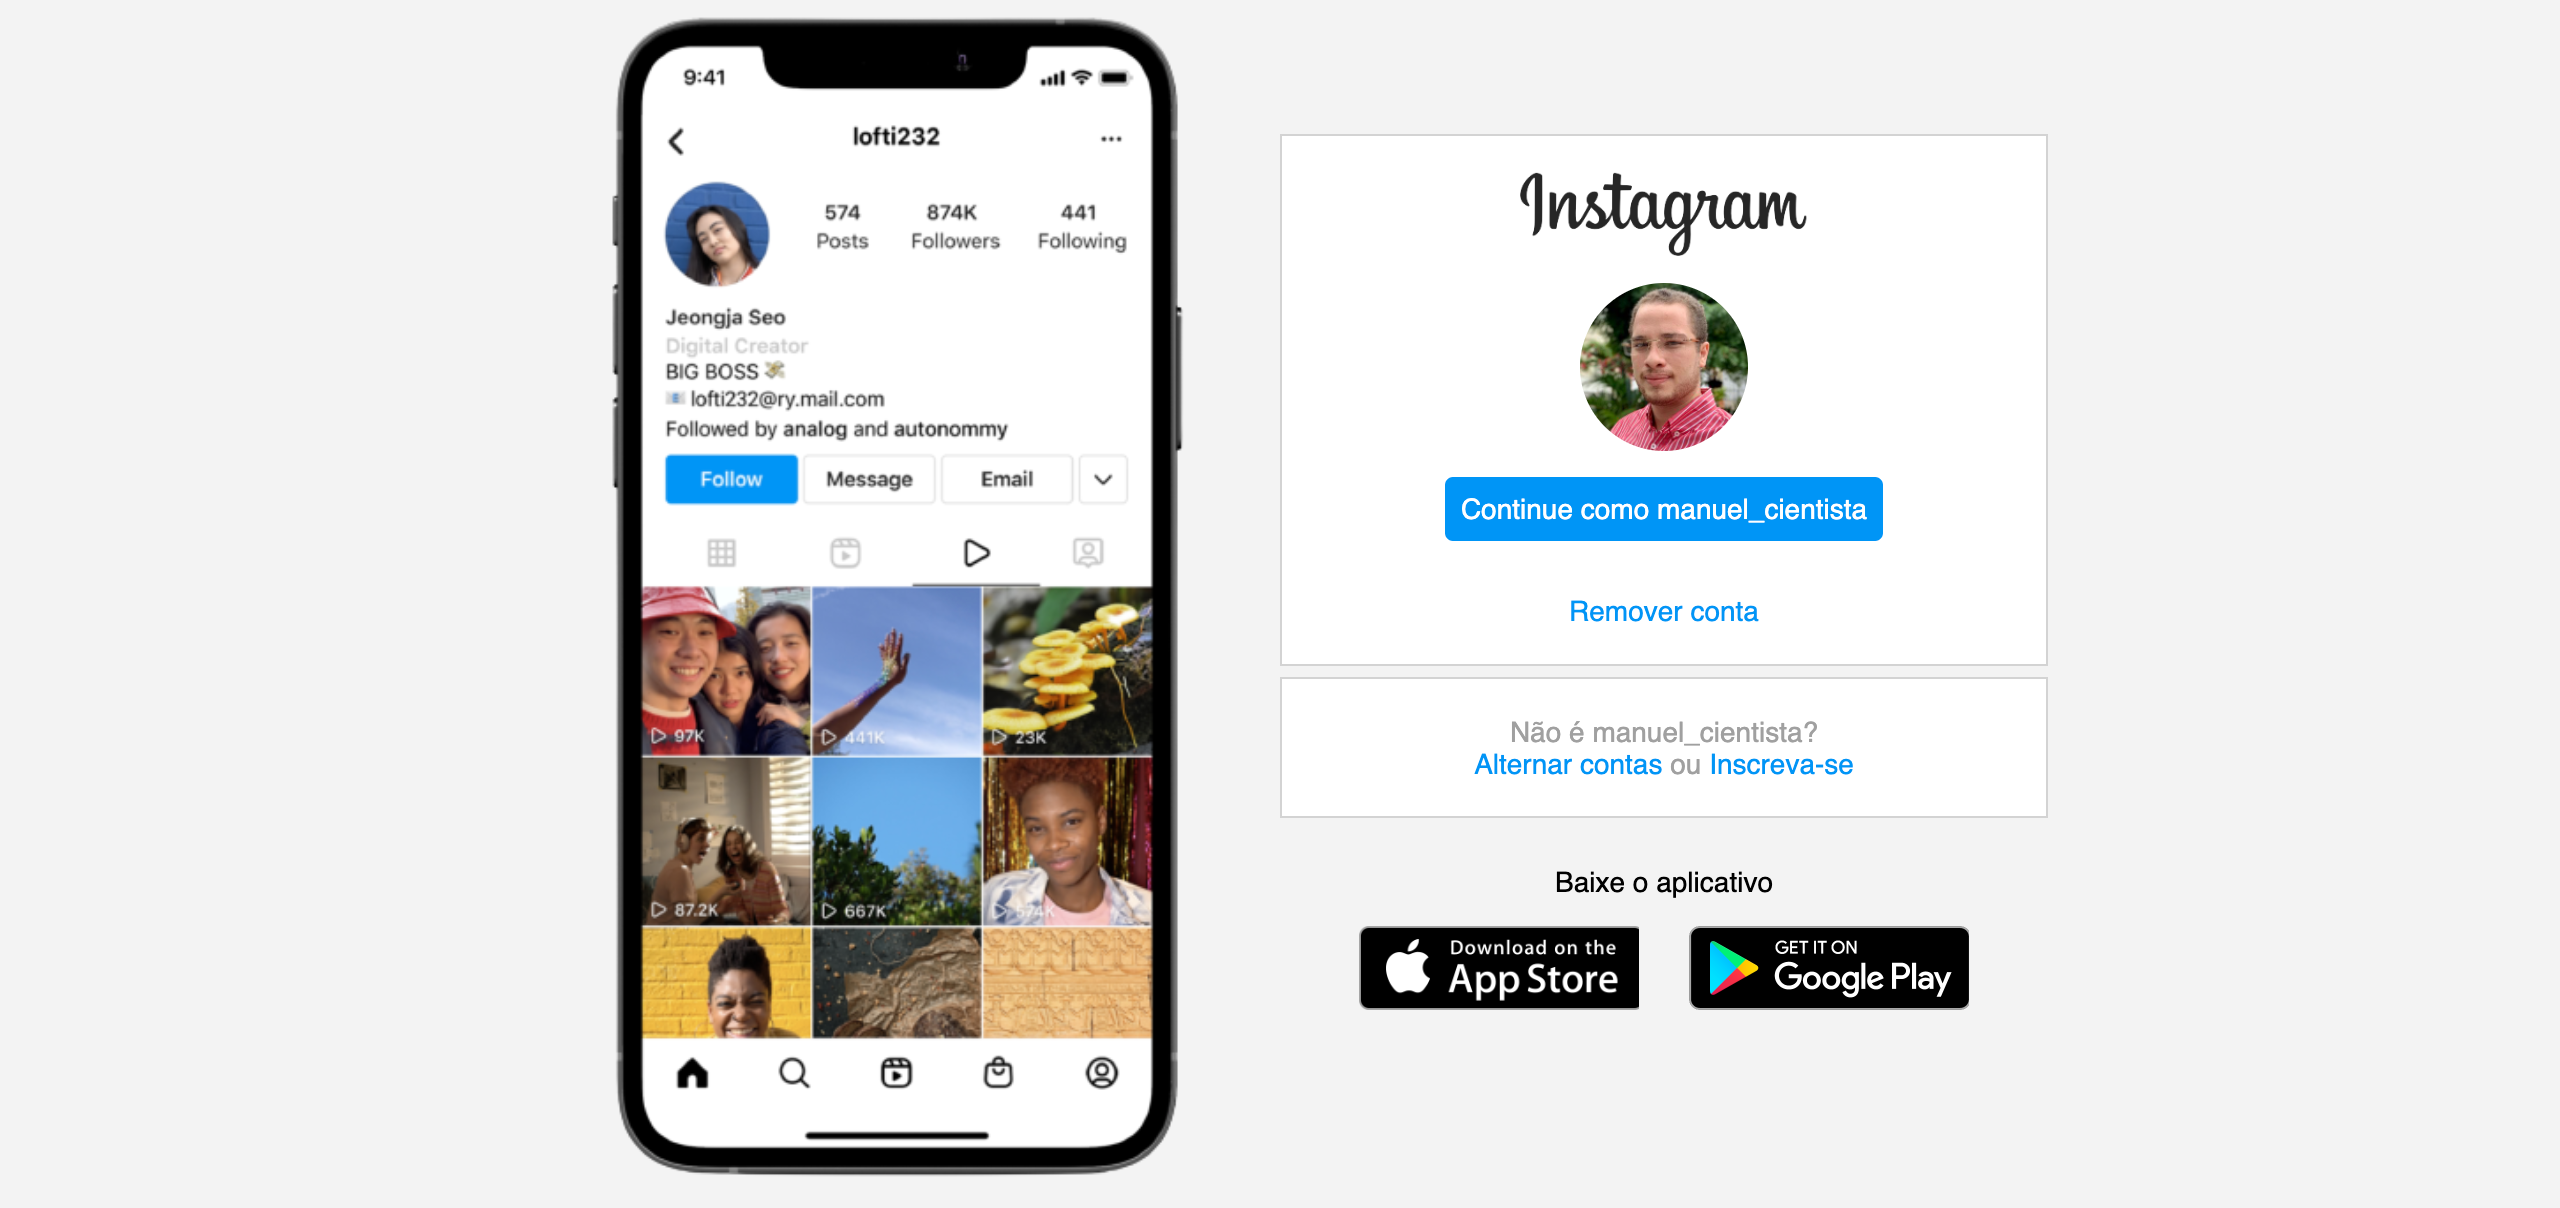 9:41
lofti232
574
Posts
874K
Followers
441
Following
Jeongja Seo
Digital Creator
BIG BOSS
lofti232@ry.mail.com
Followed by analog and autonommy
Follow
Message
Email
97K
441K
23K
87.2K
667K
574K
Instagram
Continue como manuel_cientista
Remover conta
Não é manuel_cientista?
Alternar contas ou Inscreva-se
Baixe o aplicativo
Download on the
App Store
GET IT ON
Google Play